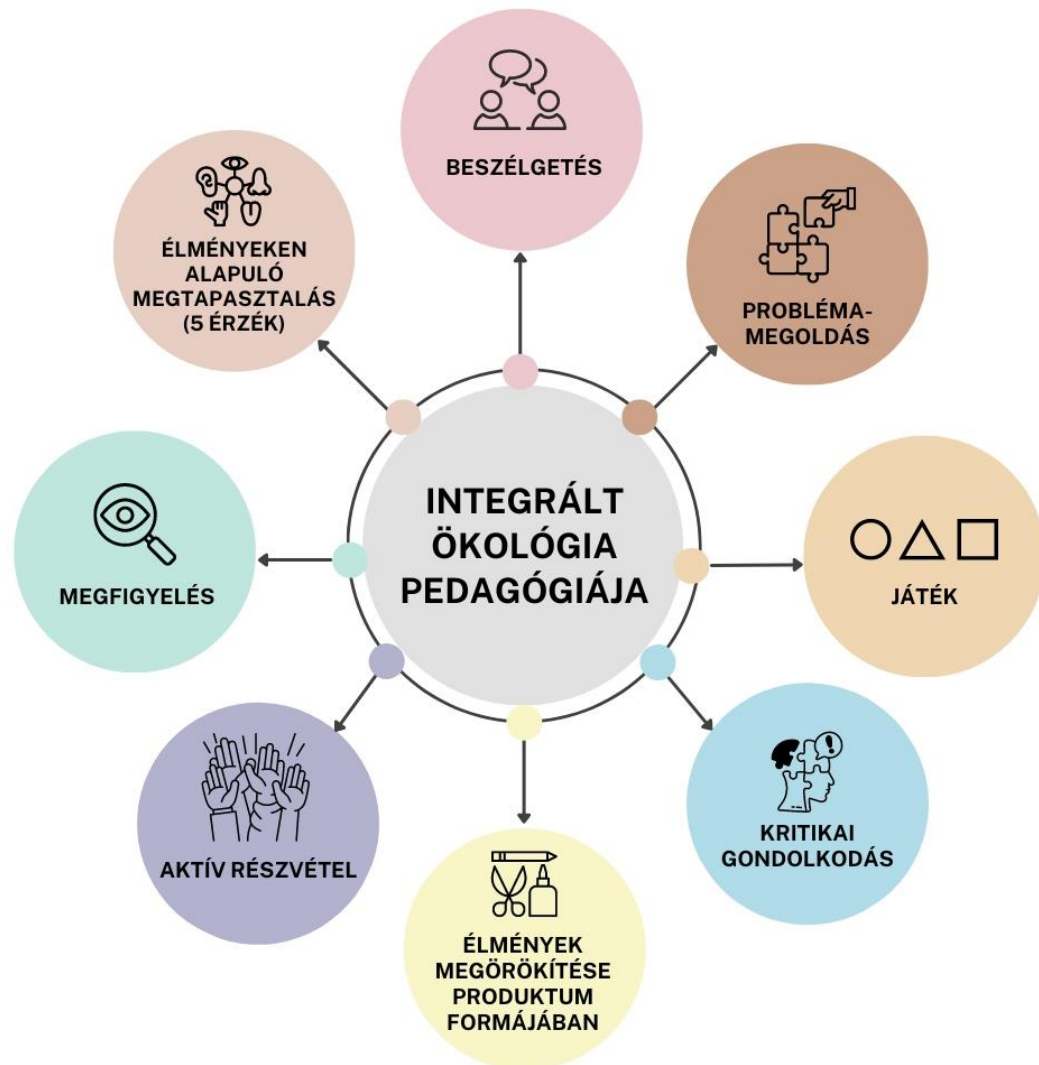 BESZÉLGETÉS
ÉLMÉNYEKEN
ALAPULÓ
MEGTAPASZTALÁS
(5 ÉRZÉK)
PROBLÉMA-
MEGOLDÁS
INTEGRÁLT
ÖKOLÓGIA
PEDAGÓGIÁJA
MEGFIGYELÉS
JÁTÉK
AKTÍV RÉSZVÉTEL
KRITIKAI
GONDOLKODÁS
ÉLMÉNYEK
MEGÖRÖKÍTÉSE
PRODUKTUM
FORMÁJÁBAN